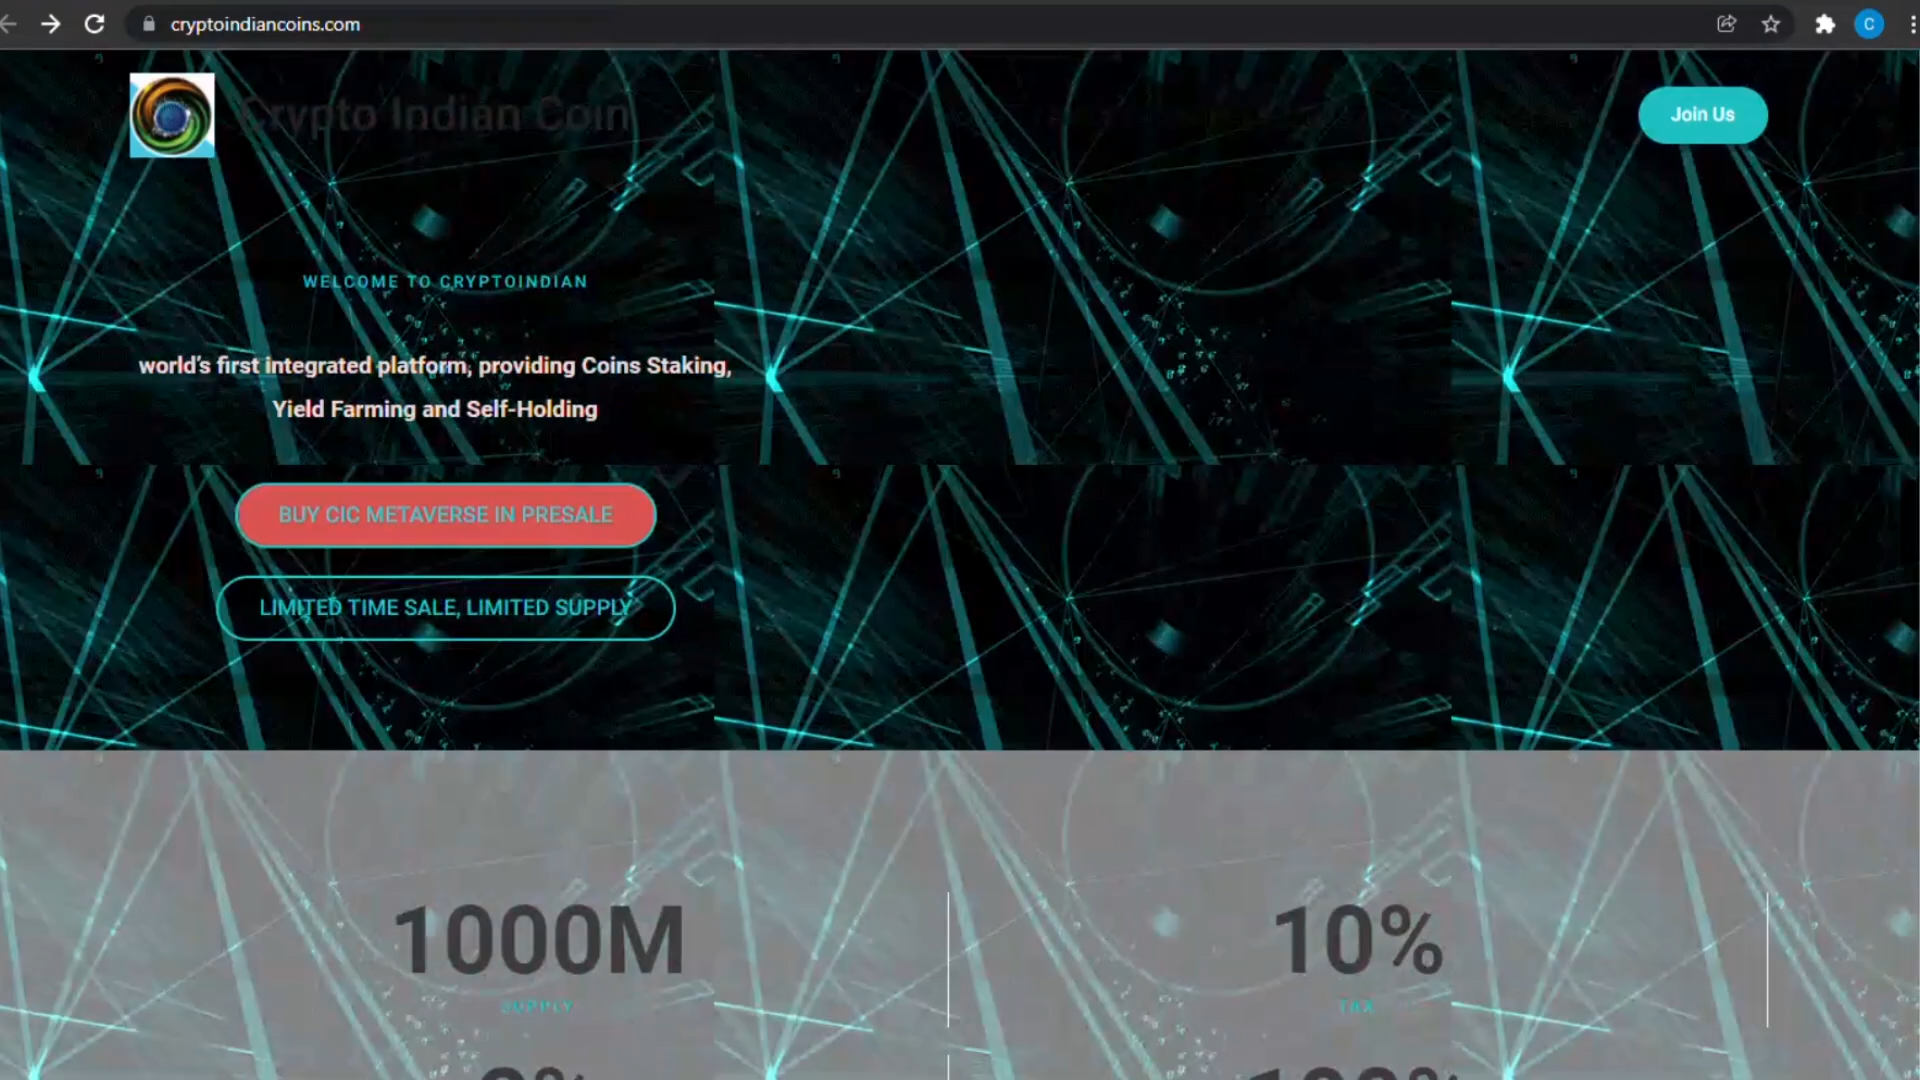 cryptoindiancoins.com
C
Crypto Indian Coin
Join Us
WELCOME TO CRYPTOINDIAN
world's first integrated platform, providing Coins Staking,
Yield Farming and Self-Holding
BUY CIC METAVERSE IN PRESALE
LIMITED TIME SALE, LIMITED SUPPLY
1000M
10%
SUPPLY
TAX